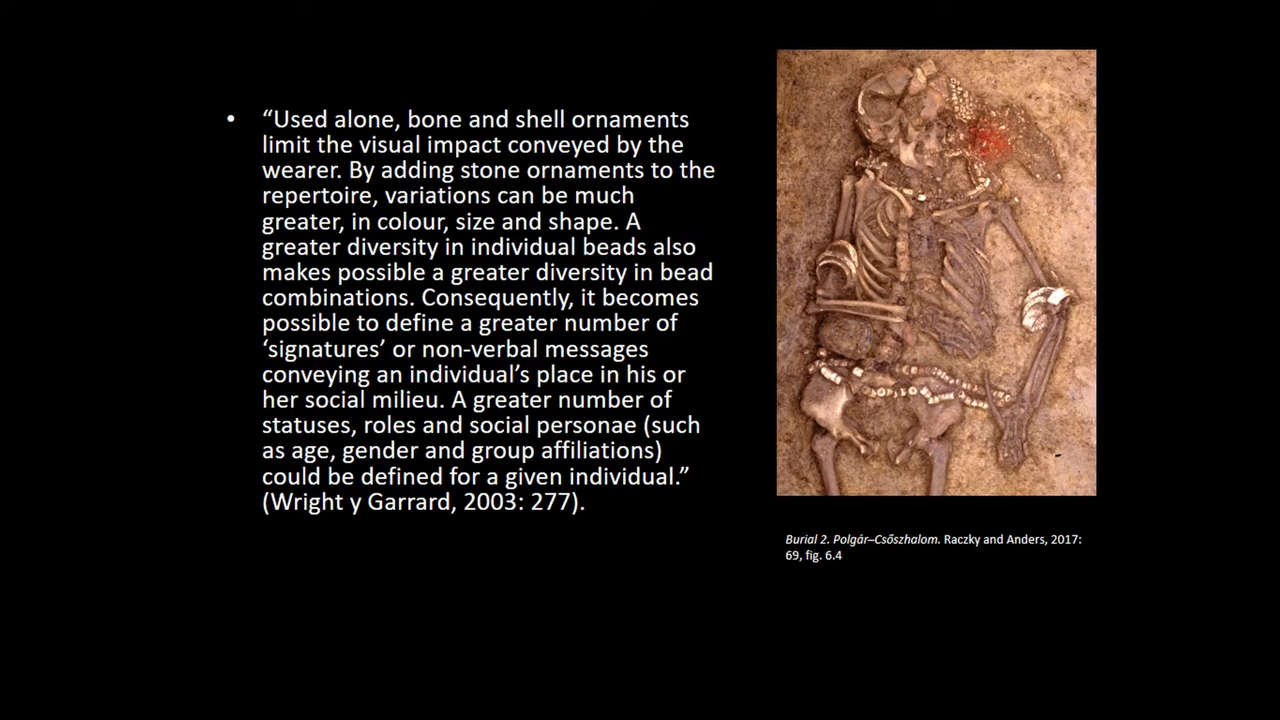 • “Used alone, bone and shell ornaments
limit the visual impact conveyed by the
wearer. By adding stone ornaments to the
repertoire, variations can be much
greater, in colour, size and shape. A
greater diversity in individual beads also
makes possible a greater diversity in bead
combinations. Consequently, it becomes
possible to define a greater number of
‘signatures’ or non-verbal messages
conveying an individual’s place in his or
her social milieu. A greater number of
statuses, roles and social personae (such
as age, gender and group affiliations)
could be defined for a given individual.”
(Wright y Garrard, 2003: 277).
Burial 2. Polgár–Csőszhalom. Raczky and Anders, 2017:
69, fig. 6.4